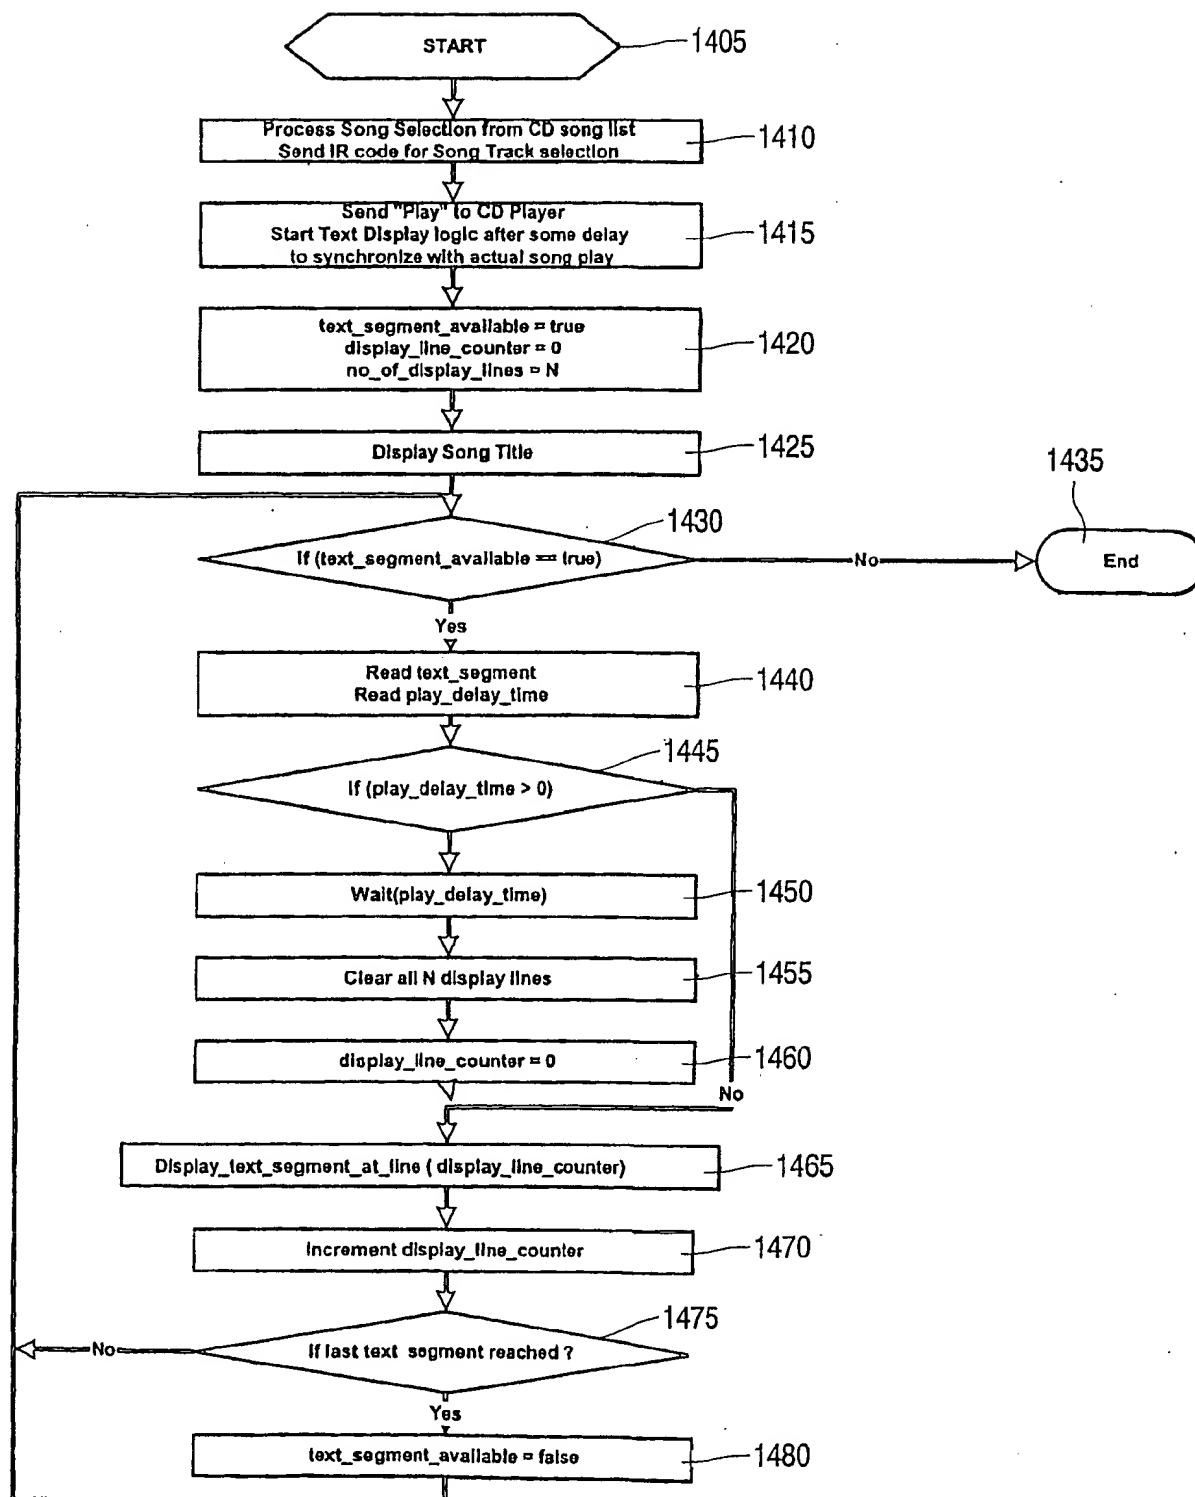 START
1405
Process Song Selection from CD song list
Send IR code for Song Track selection
1410
Send "Play" to CD Player
Start Text Display logic after some delay
to synchronize with actual song play
1415
text_segment_available = true
display_line_counter = 0
no_of_display_lines = N
1420
Display Song Title
1425
1430
If (text_segment_available == true)
No
1435
End
Yes
Read text_segment
Read play_delay_time
1440
1445
If (play_delay_time > 0)
Wait(play_delay_time)
1450
Clear all N display lines
1455
display_line_counter = 0
1460
No
Display_text_segment_at_line ( display_line_counter)
1465
Increment display_line_counter
1470
1475
If last text_segment reached ?
No
Yes
text_segment_available = false
1480